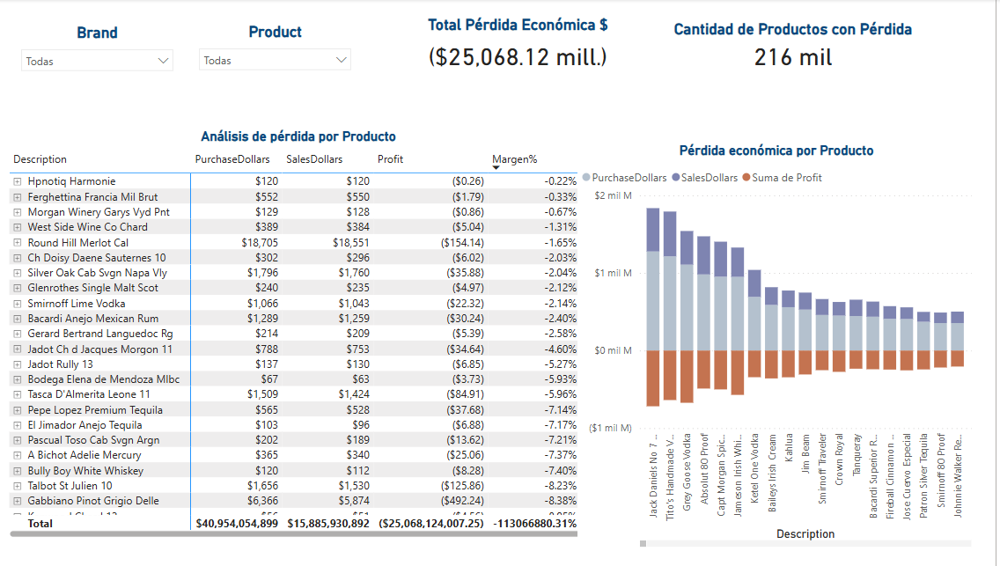 Brand
Todas
Product
Todas
Total Pérdida Económica $
($25,068.12 mill.)
Cantidad de Productos con Pérdida
216 mil
Análisis de pérdida por Producto
Description PurchaseDollars SalesDollars Profit Margen%
Hpnotiq Harmonie $120 $120 ($0.26) -0.22%
Ferghettina Francia Mil Brut $552 $550 ($1.79) -0.34%
Morgan Winery Garys Vyd Pnt $129 $128 ($0.86) -0.67%
West Side Wine Co Chard $389 $384 ($5.04) -1.31%
Round Hill Merlot Cal $18,705 $18,551 ($154.14) -1.65%
Ch Doisy Daene Sauternes 10 $302 $296 ($6.02) -2.03%
Silver Oak Cab Svgn Napa Vly $1,796 $1,760 ($35.88) -2.04%
Glenrothes Single Malt Scot $240 $235 ($4.97) -2.12%
Smirnoff Lime Vodka $1,066 $1,043 ($22.32) -2.14%
Bacardi Anejo Mexican Rum $1,289 $1,259 ($30.24) -2.40%
Gerard Bertrand Languedoc Rg $214 $209 ($5.39) -2.58%
Jadot Ch d Jacques Morgon 11 $788 $753 ($34.64) -4.60%
Jadot Rully 13 $137 $130 ($6.85) -5.27%
Bodega Elena de Mendoza Mlbc $67 $63 ($3.73) -5.93%
Tasca D'Almerita Leone 11 $1,509 $1,424 ($84.91) -5.96%
Pepe Lopez Premium Tequila $565 $528 ($37.68) -7.14%
El Jimador Anejo Tequila $103 $96 ($6.88) -7.17%
Pascual Toso Cab Svgn Argn $202 $189 ($13.62) -7.21%
A Bichot Adelie Mercury $365 $340 ($25.06) -7.37%
Bully Boy White Whiskey $120 $112 ($8.28) -7.40%
Talbot St Julien 10 $1,656 $1,530 ($125.86) -8.23%
Gabbiano Pinot Grigio Delle $6,366 $5,874 ($492.24) -8.38%
Total $40,954,054,899 $15,885,930,892 ($25,068,124,007.25) -113066880.31%
Pérdida económica por Producto
PurchaseDollars SalesDollars Suma de Profit
$2 mil M
$1 mil M
$0 mil M
($1 mil M)
Jack Daniels No 7 ...
Tito's Handmade V...
Grey Goose Vodka
Absolut 80 Proof
Capt Morgan Spic...
Jameson Irish Whi...
Ketel One Vodka
Baileys Irish Cream
Kahlua
Jim Beam
Smirnoff Traveler
Crown Royal
Tanqueray
Bacardi Superior R...
Fireball Cinnamon ...
Jose Cuervo Especial
Patron Silver Tequila
Smirnoff 80 Proof
Johnnie Walker Re...
Description